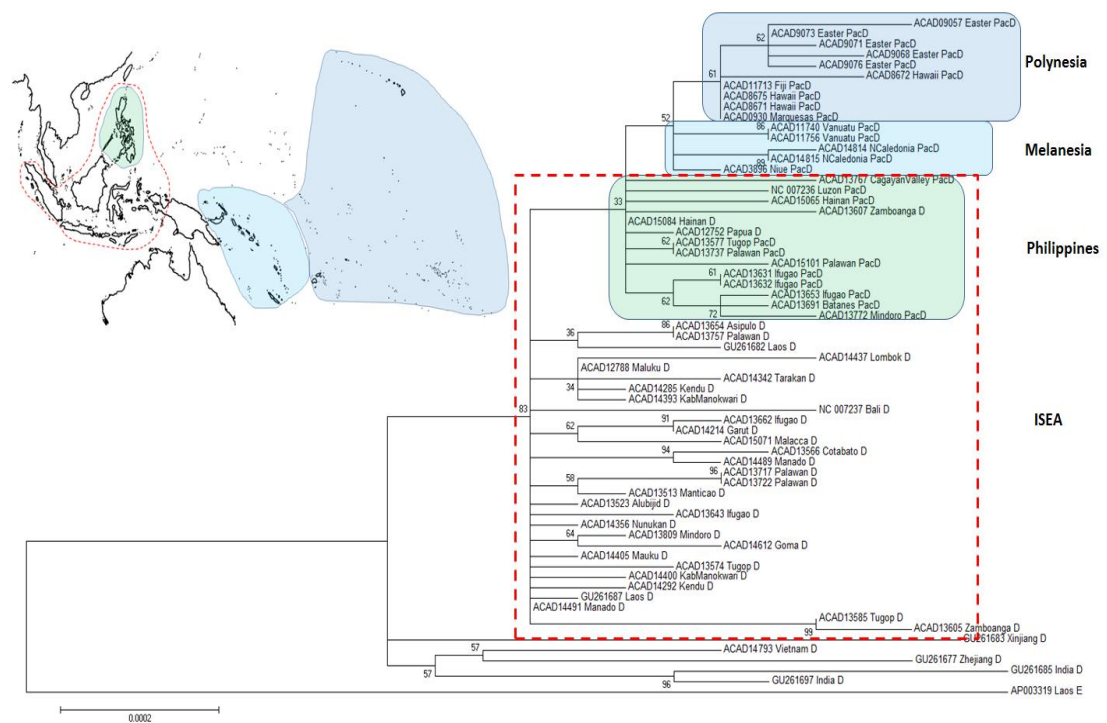 ACAD09057 Easter PacD
62
ACAD9073 Easter PacD
ACAD9071 Easter PacD
ACAD9068 Easter PacD
ACAD9076 Easter PacD
Polynesia
61
ACAD8672 Hawaii PacD
ACAD11713 Fiji PacD
ACAD8675 Hawaii PacD
ACAD8671 Hawaii PacD
52
ACAD0930 Marquesas PacD
86
ACAD11740 Vanuatu PacD
ACAD11756 Vanuatu PacD
Melanesia
ACAD14814 NCaledonia PacD
89
ACAD14815 NCaledonia PacD
ACAD3896 Niue PacD
ACAD13767 CagayanValley PacD
NC 007236 Luzon PacD
33
ACAD15065 Hainan PacD
ACAD13607 Zamboanga D
ACAD15084 Hainan D
ACAD12752 Papua D
62
ACAD13577 Tugop PacD
ACAD13737 Palawan PacD
Philippines
ACAD15101 Palawan PacD
61
ACAD13631 Ifugao PacD
ACAD13632 Ifugao PacD
62
ACAD13653 Ifugao PacD
ACAD13691 Batanes PacD
72
ACAD13772 Mindoro PacD
86
ACAD13654 Asipulo D
36
ACAD13757 Palawan D
GU261682 Laos D
ACAD14437 Lombok D
ACAD12788 Maluku D
ACAD14342 Tarakan D
34
ACAD14285 Kendu D
ACAD14393 KabManokwari D
83
NC 007237 Bali D
ISEA
91
ACAD13662 Ifugao D
62
ACAD14214 Garut D
ACAD15071 Malacca D
94
ACAD13566 Cotabato D
ACAD14489 Manado D
96
ACAD13717 Palawan D
58
ACAD13722 Palawan D
ACAD13513 Manticao D
ACAD13523 Alubijid D
ACAD13643 Ifugao D
ACAD14356 Nunukan D
64
ACAD13809 Mindoro D
ACAD14612 Goma D
ACAD14405 Mauku D
ACAD13574 Tugop D
ACAD14400 KabManokwari D
ACAD14292 Kendu D
GU261687 Laos D
ACAD14491 Manado D
ACAD13585 Tugop D
99
ACAD13605 Zamboanga D
GU261683 Xinjiang D
57
ACAD14793 Vietnam D
GU261677 Zhejiang D
57
GU261685 India D
96
GU261697 India D
AP003319 Laos E
0.0002